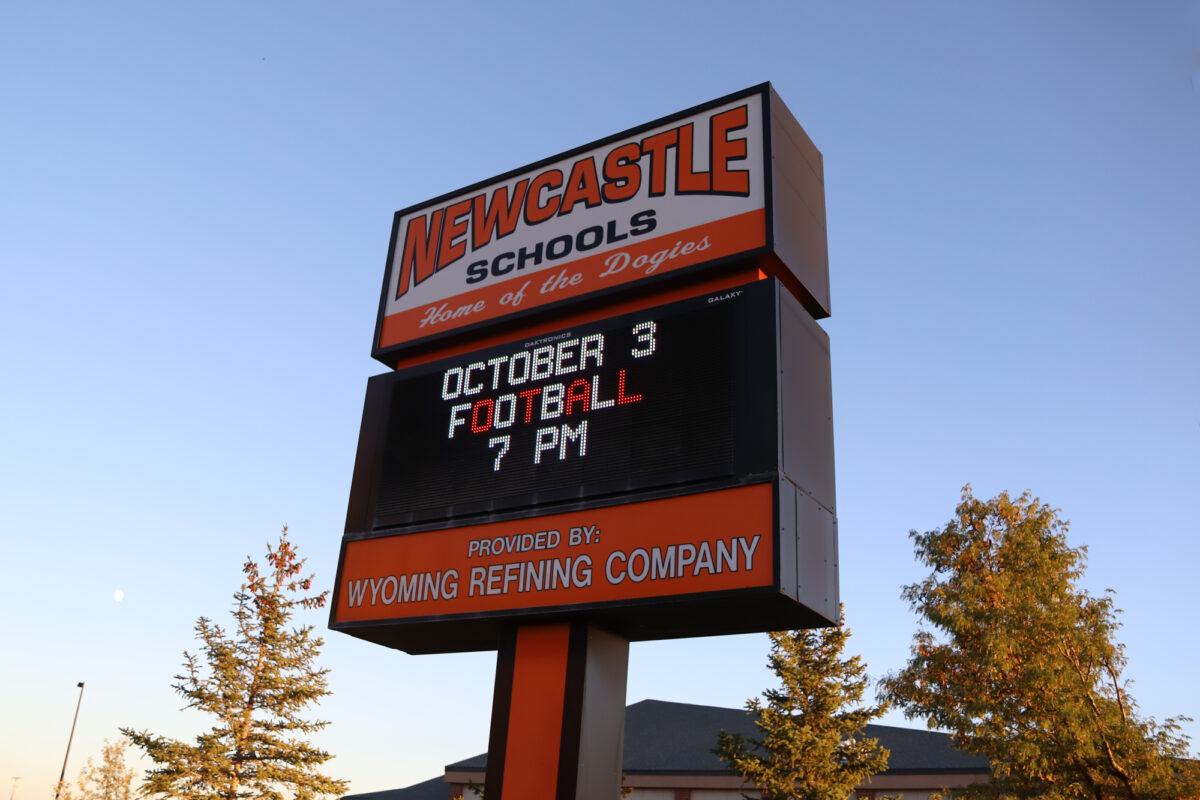 NEWCASTLE
SCHOOLS
Home of the Dogies
DAKTRONICS
GALAXY
OCTOBER 3
FOOTBALL
7 PM
PROVIDED BY:
WYOMING REFINING COMPANY